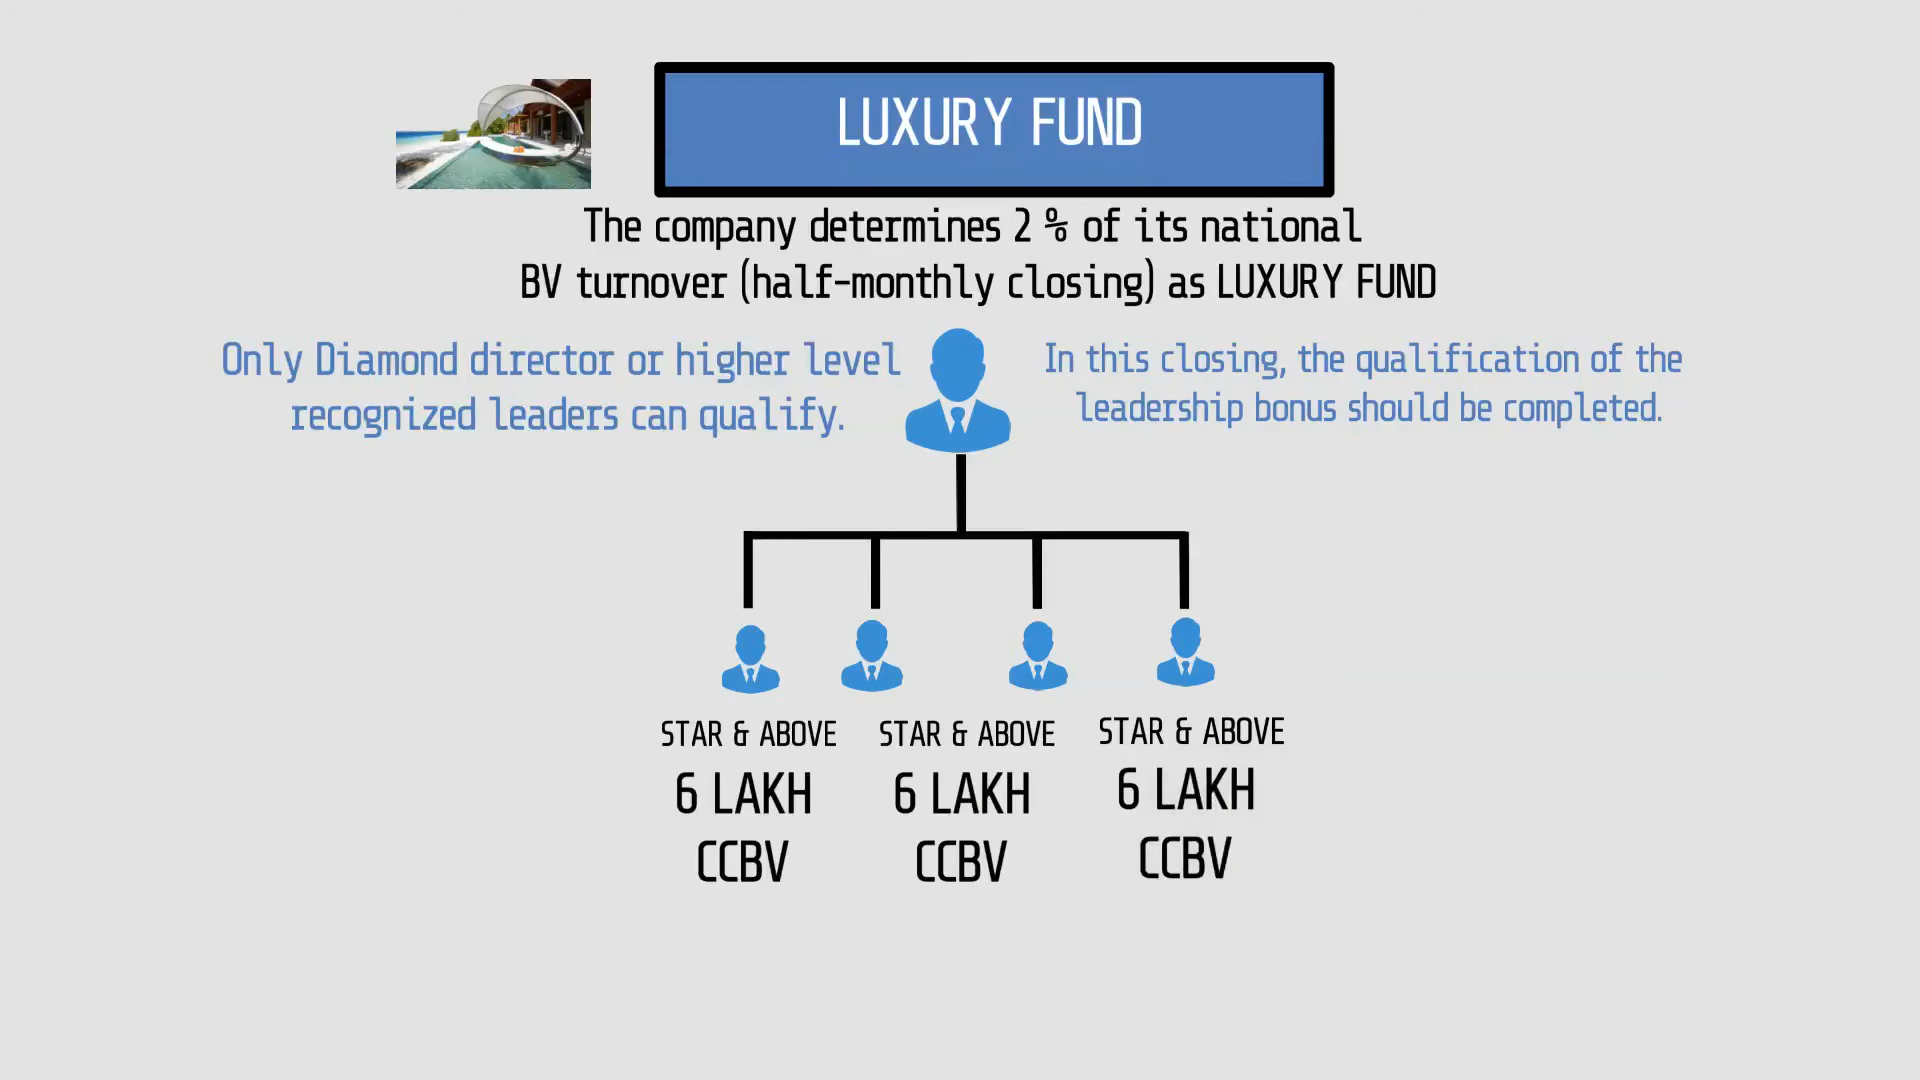 LUXURY FUND
The company determines 2 % of its national
BV turnover (half-monthly closing) as LUXURY FUND
Only Diamond director or higher level
recognized leaders can qualify.
In this closing, the qualification of the
leadership bonus should be completed.
STAR & ABOVE
6 LAKH
CCBV
STAR & ABOVE
6 LAKH
CCBV
STAR & ABOVE
6 LAKH
CCBV